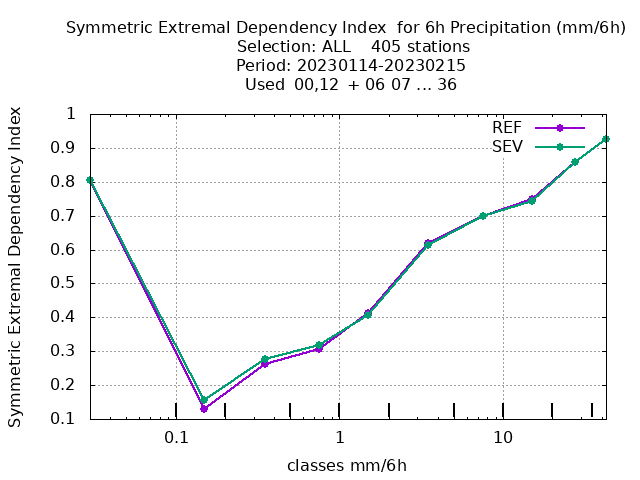 Symmetric Extremal Dependency Index  for 6h Precipitation (mm/6h)
Selection: ALL    405 stations
Period: 20230114-20230215
Used  00,12  + 06 07 ... 36
REF
SEV
Symmetric Extremal Dependency Index
1
0.9
0.8
0.7
0.6
0.5
0.4
0.3
0.2
0.1
0.1
1
10
classes mm/6h